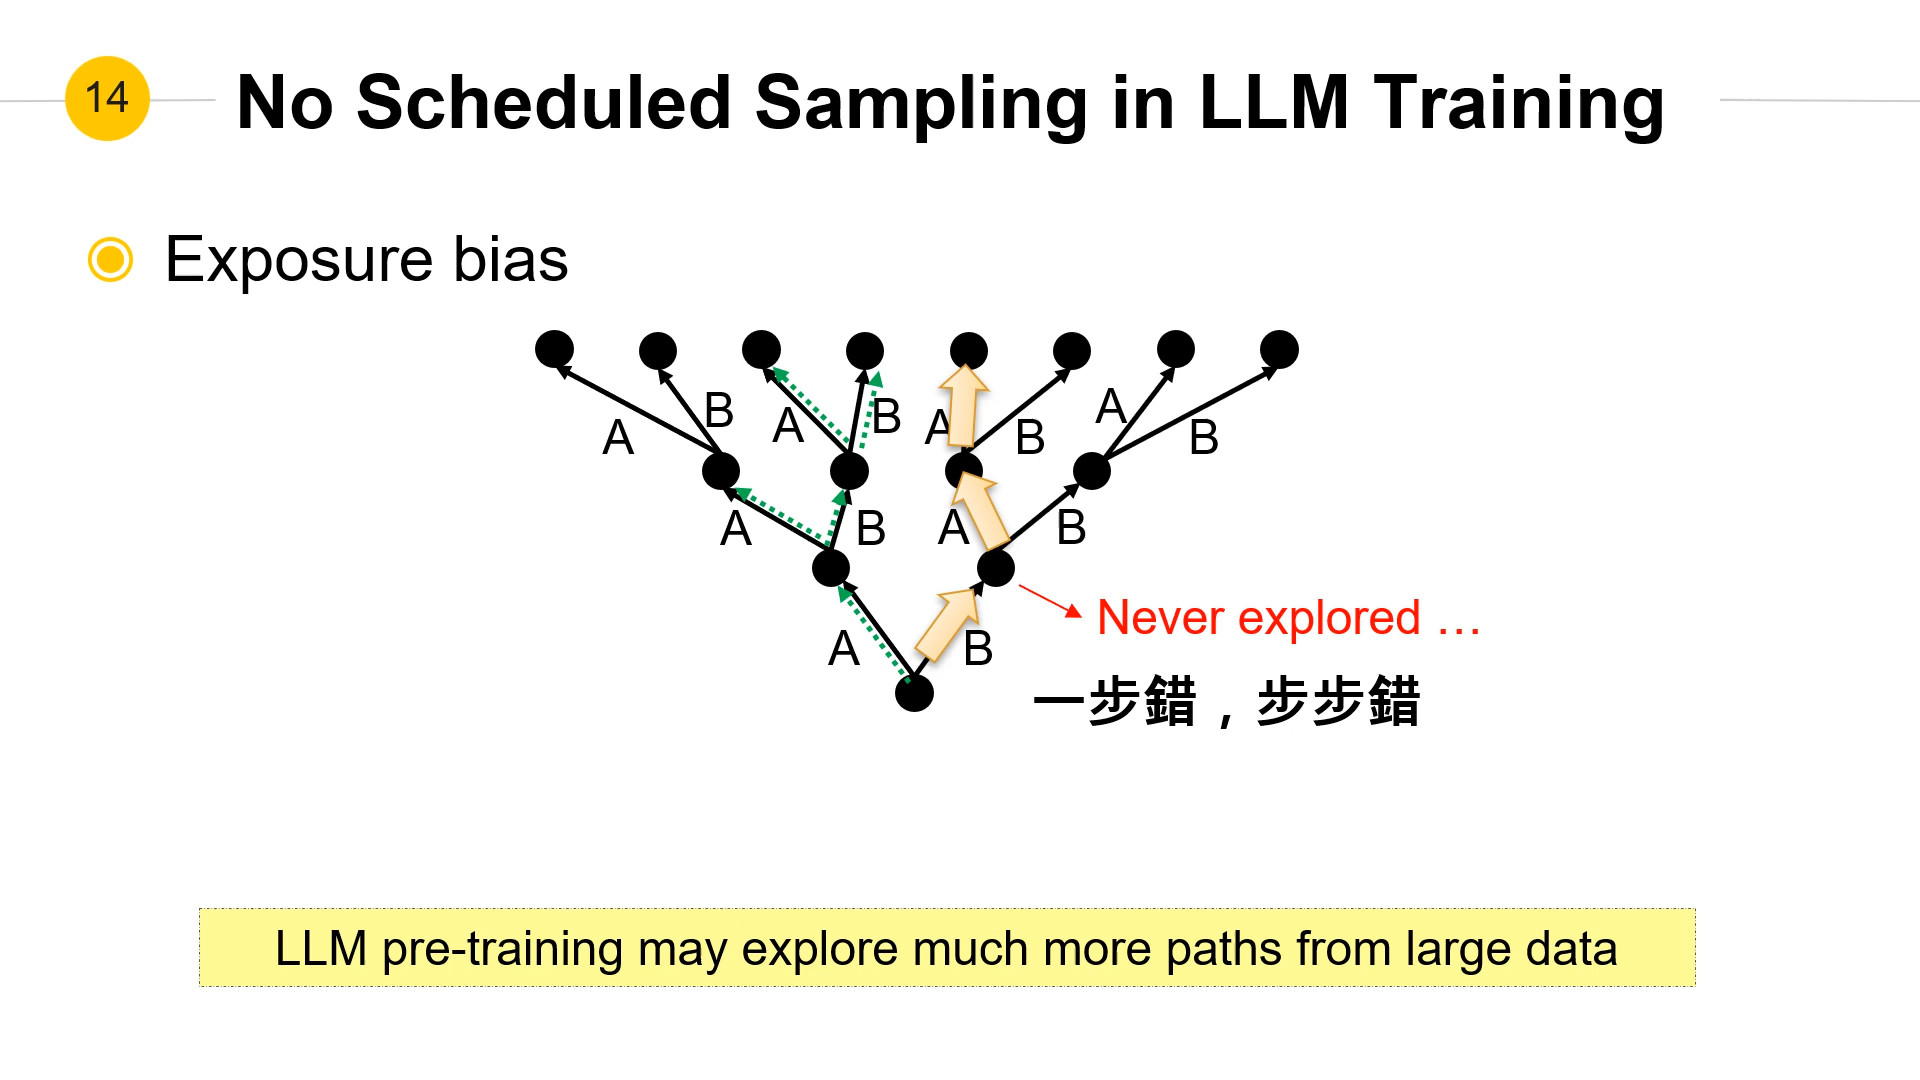 14
No Scheduled Sampling in LLM Training
Exposure bias
A
B
A
B
A
B
A
B
A
B
A
B
A
B
Never explored …
一步錯，步步錯
LLM pre-training may explore much more paths from large data